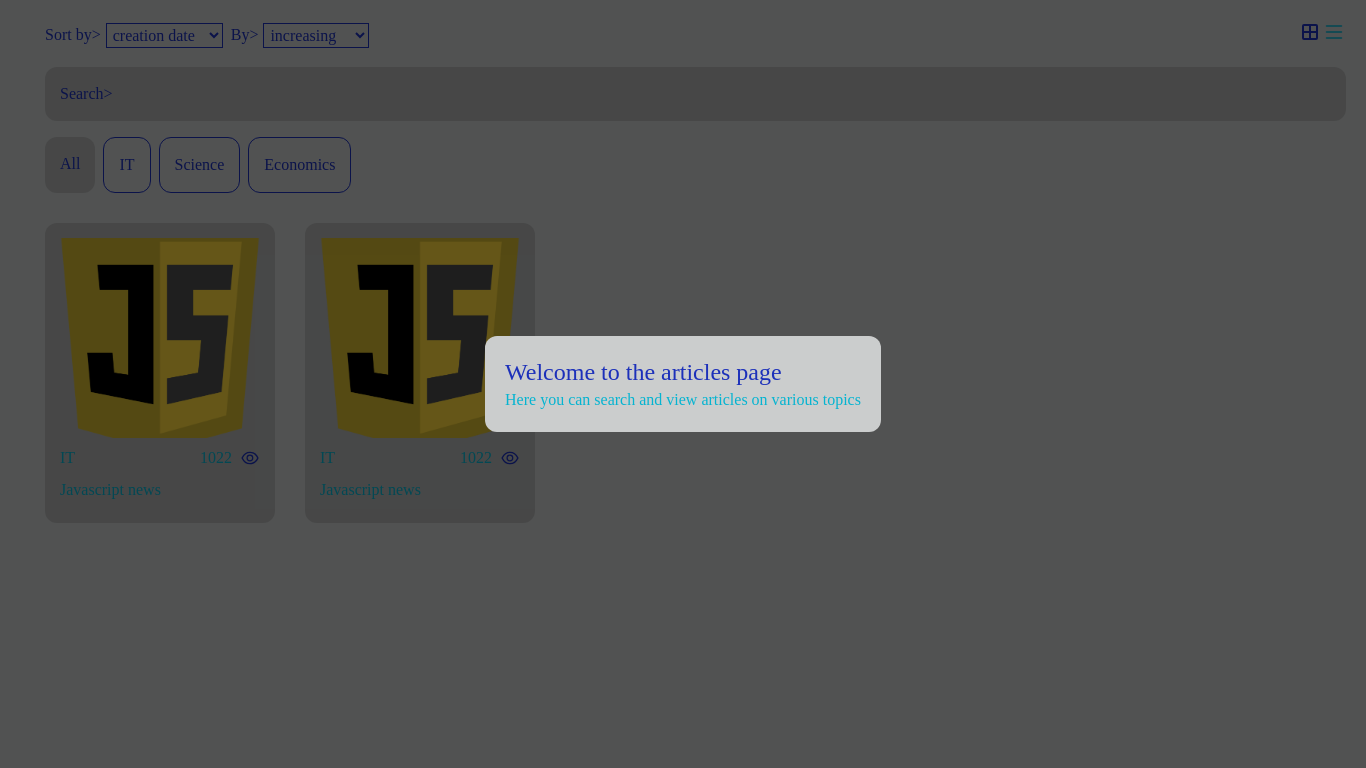 Sort by> creation date By> increasing
Search>
All IT Science Economics
JS JS
Welcome to the articles page
Here you can search and view articles on various topics
IT 1022 IT 1022
Javascript news Javascript news